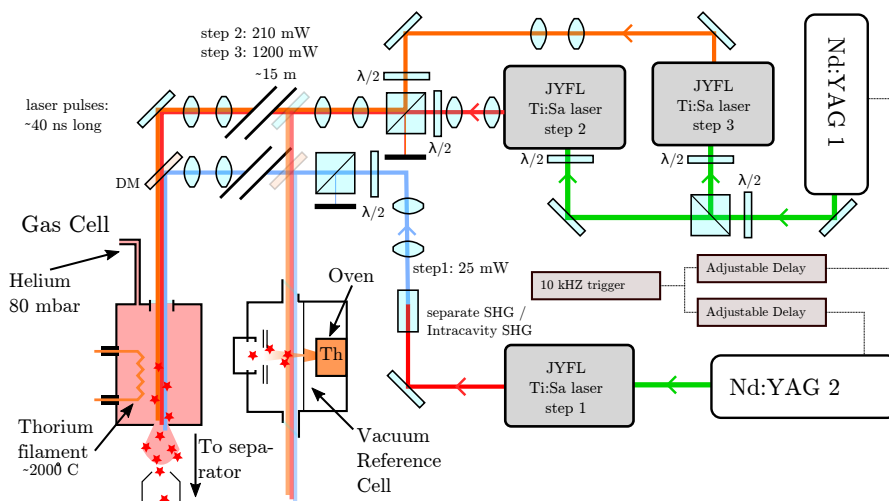 step 2: 210 mW
step 3: 1200 mW
~15 m
λ/2
JYFL
Ti:Sa laser
step 2
JYFL
Ti:Sa laser
step 3
Nd:YAG 1
laser pulses:
~40 ns long
λ/2
λ/2
λ/2
λ/2
DM
λ/2
Gas Cell
Helium
80 mbar
step1: 25 mW
Oven
10 kHZ trigger
Adjustable Delay
Adjustable Delay
separate SHG /
Intracavity SHG
Th
JYFL
Ti:Sa laser
step 1
Nd:YAG 2
Thorium
filament
~2000° C
To sepa-
rator
Vacuum
Reference
Cell